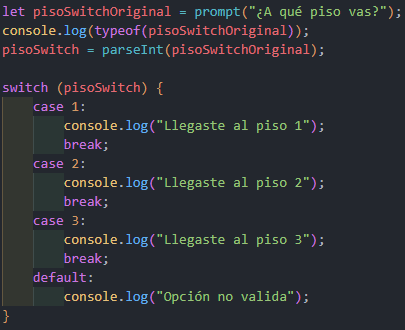 let pisoSwitchOriginal = prompt("¿A qué piso vas?");
console.log(typeof(pisoSwitchOriginal));
pisoSwitch = parseInt(pisoSwitchOriginal);

switch (pisoSwitch) {
    case 1:
        console.log("Llegaste al piso 1");
        break;
    case 2:
        console.log("Llegaste al piso 2");
        break;
    case 3:
        console.log("Llegaste al piso 3");
        break;
    default:
        console.log("Opción no valida");
}